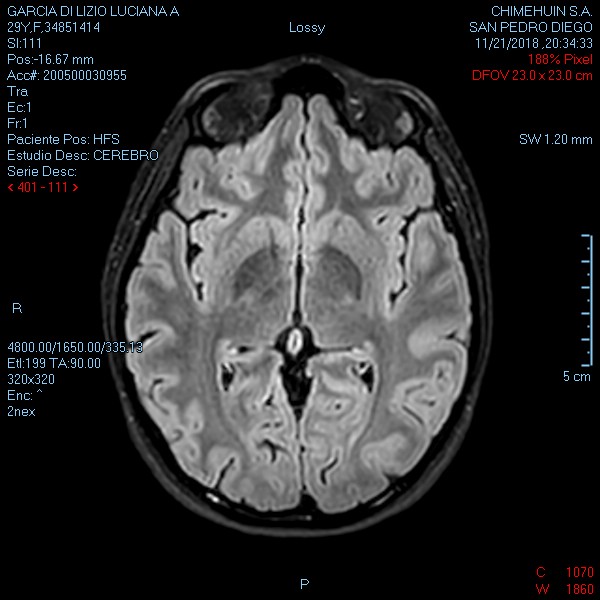 GARCIA DI LIZIO LUCIANA A
29Y,F,34851414
Sl:111
Pos:-16.67 mm
Acc#: 200500030955
Tra
Ec:1
Fr:1
Paciente Pos: HFS
Estudio Desc: CEREBRO
Serie Desc:
< 401 - 111 >
Lossy
CHIMEHUIN S.A.
SAN PEDRO DIEGO
11/21/2018 ,20:34:33
188% Pixel
DFOV 23.0 x 23.0 cm
SW 1.20 mm
R
4800.00/1650.00/335.13
Etl:199 TA:90.00
320x320
Enc: ^
2nex
5 cm
P
C 1070
W 1860